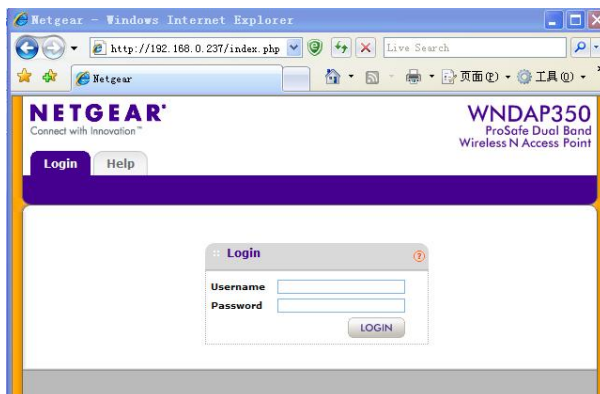 Netgear - Windows Internet Explorer
http://192.168.0.237/index.php
Live Search
Netgear
页面(P)
工具(O)
NETGEAR
Connect with Innovation™
WNDAP350
ProSafe Dual Band
Wireless N Access Point
Login
Help
Login
Username
Password
LOGIN